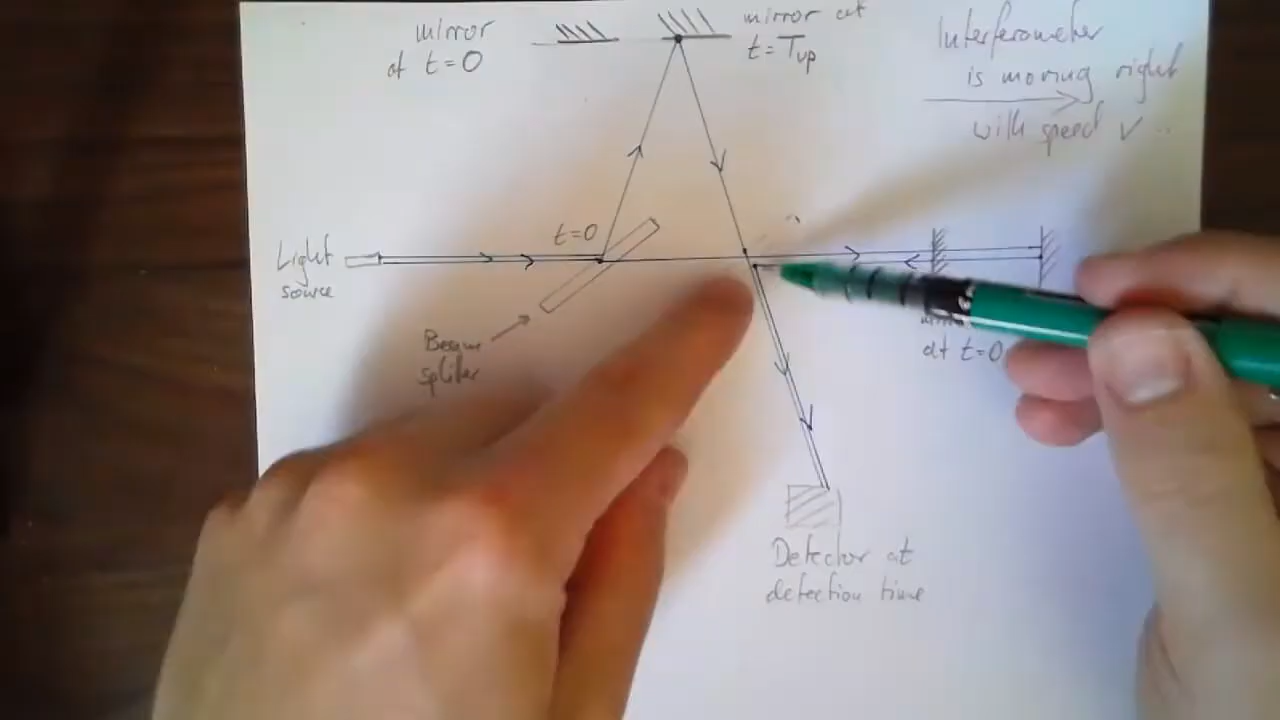 mirror
at t=0
mirror at
t=Tup
Interferometer
is moving right
with speed v
t=0
Light
source
Beam
spliter
at t=0
Detector at
detection time